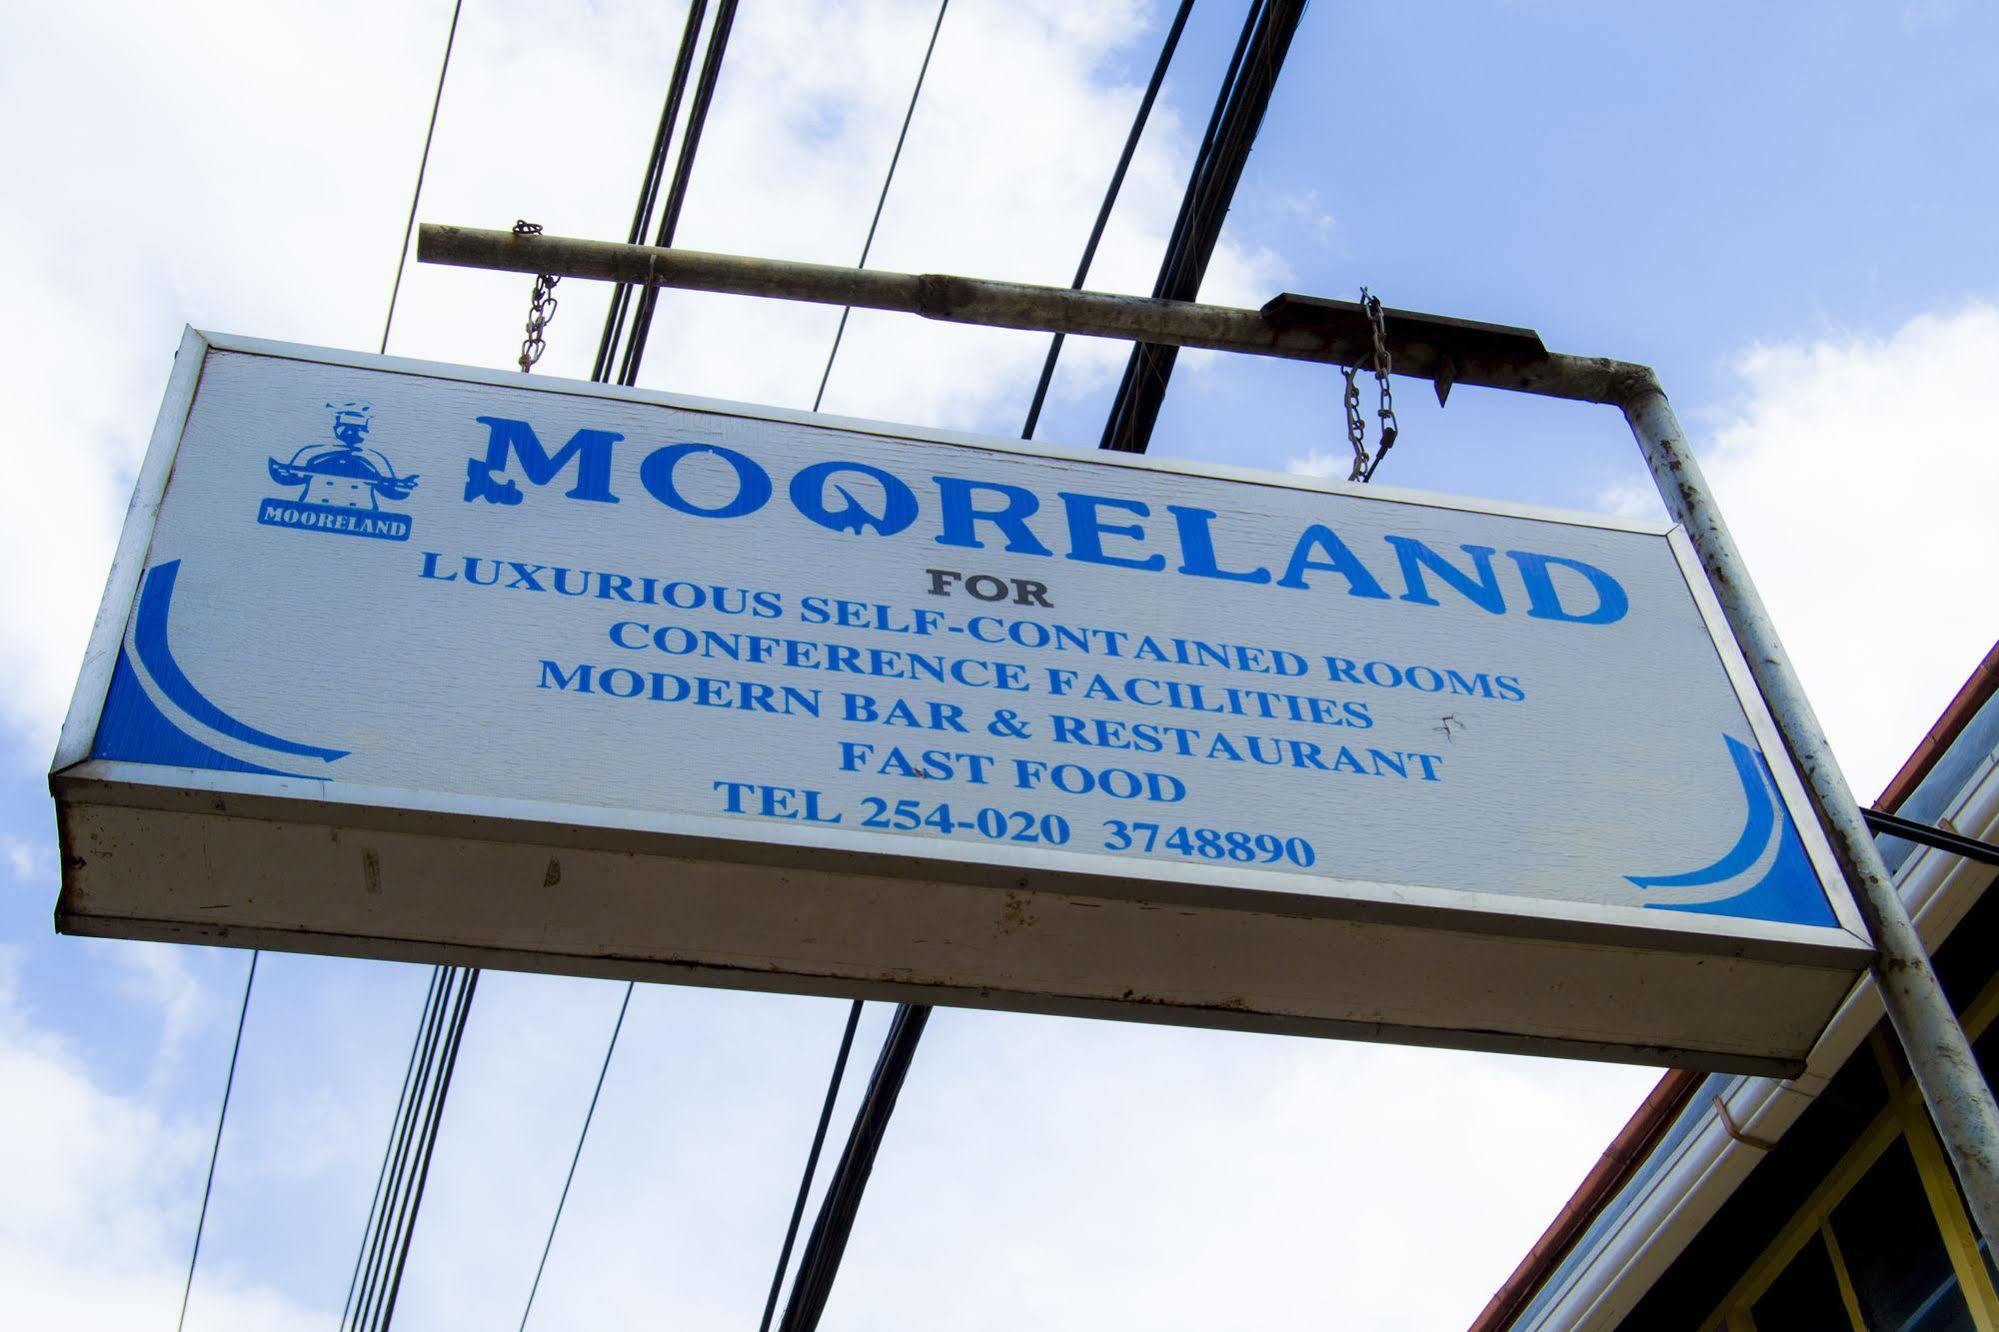 MOORELAND
MOORELAND
FOR
LUXURIOUS SELF-CONTAINED ROOMS
CONFERENCE FACILITIES
MODERN BAR & RESTAURANT
FAST FOOD
TEL 254-020 3748890